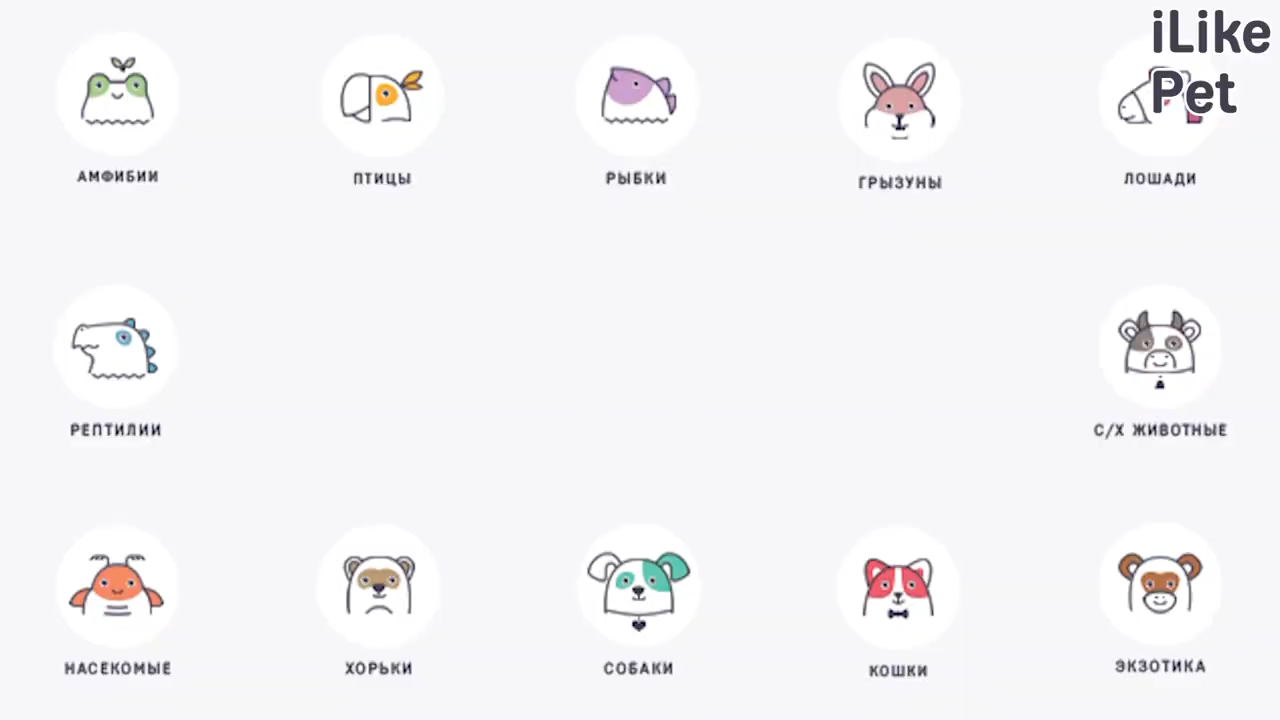 iLike
Pet
АМФИБИИ
ПТИЦЫ
РЫБКИ
ГРЫЗУНЫ
ЛОШАДИ
РЕПТИЛИИ
С/Х ЖИВОТНЫЕ
НАСЕКОМЫЕ
ХОРЬКИ
СОБАКИ
КОШКИ
ЭКЗОТИКА